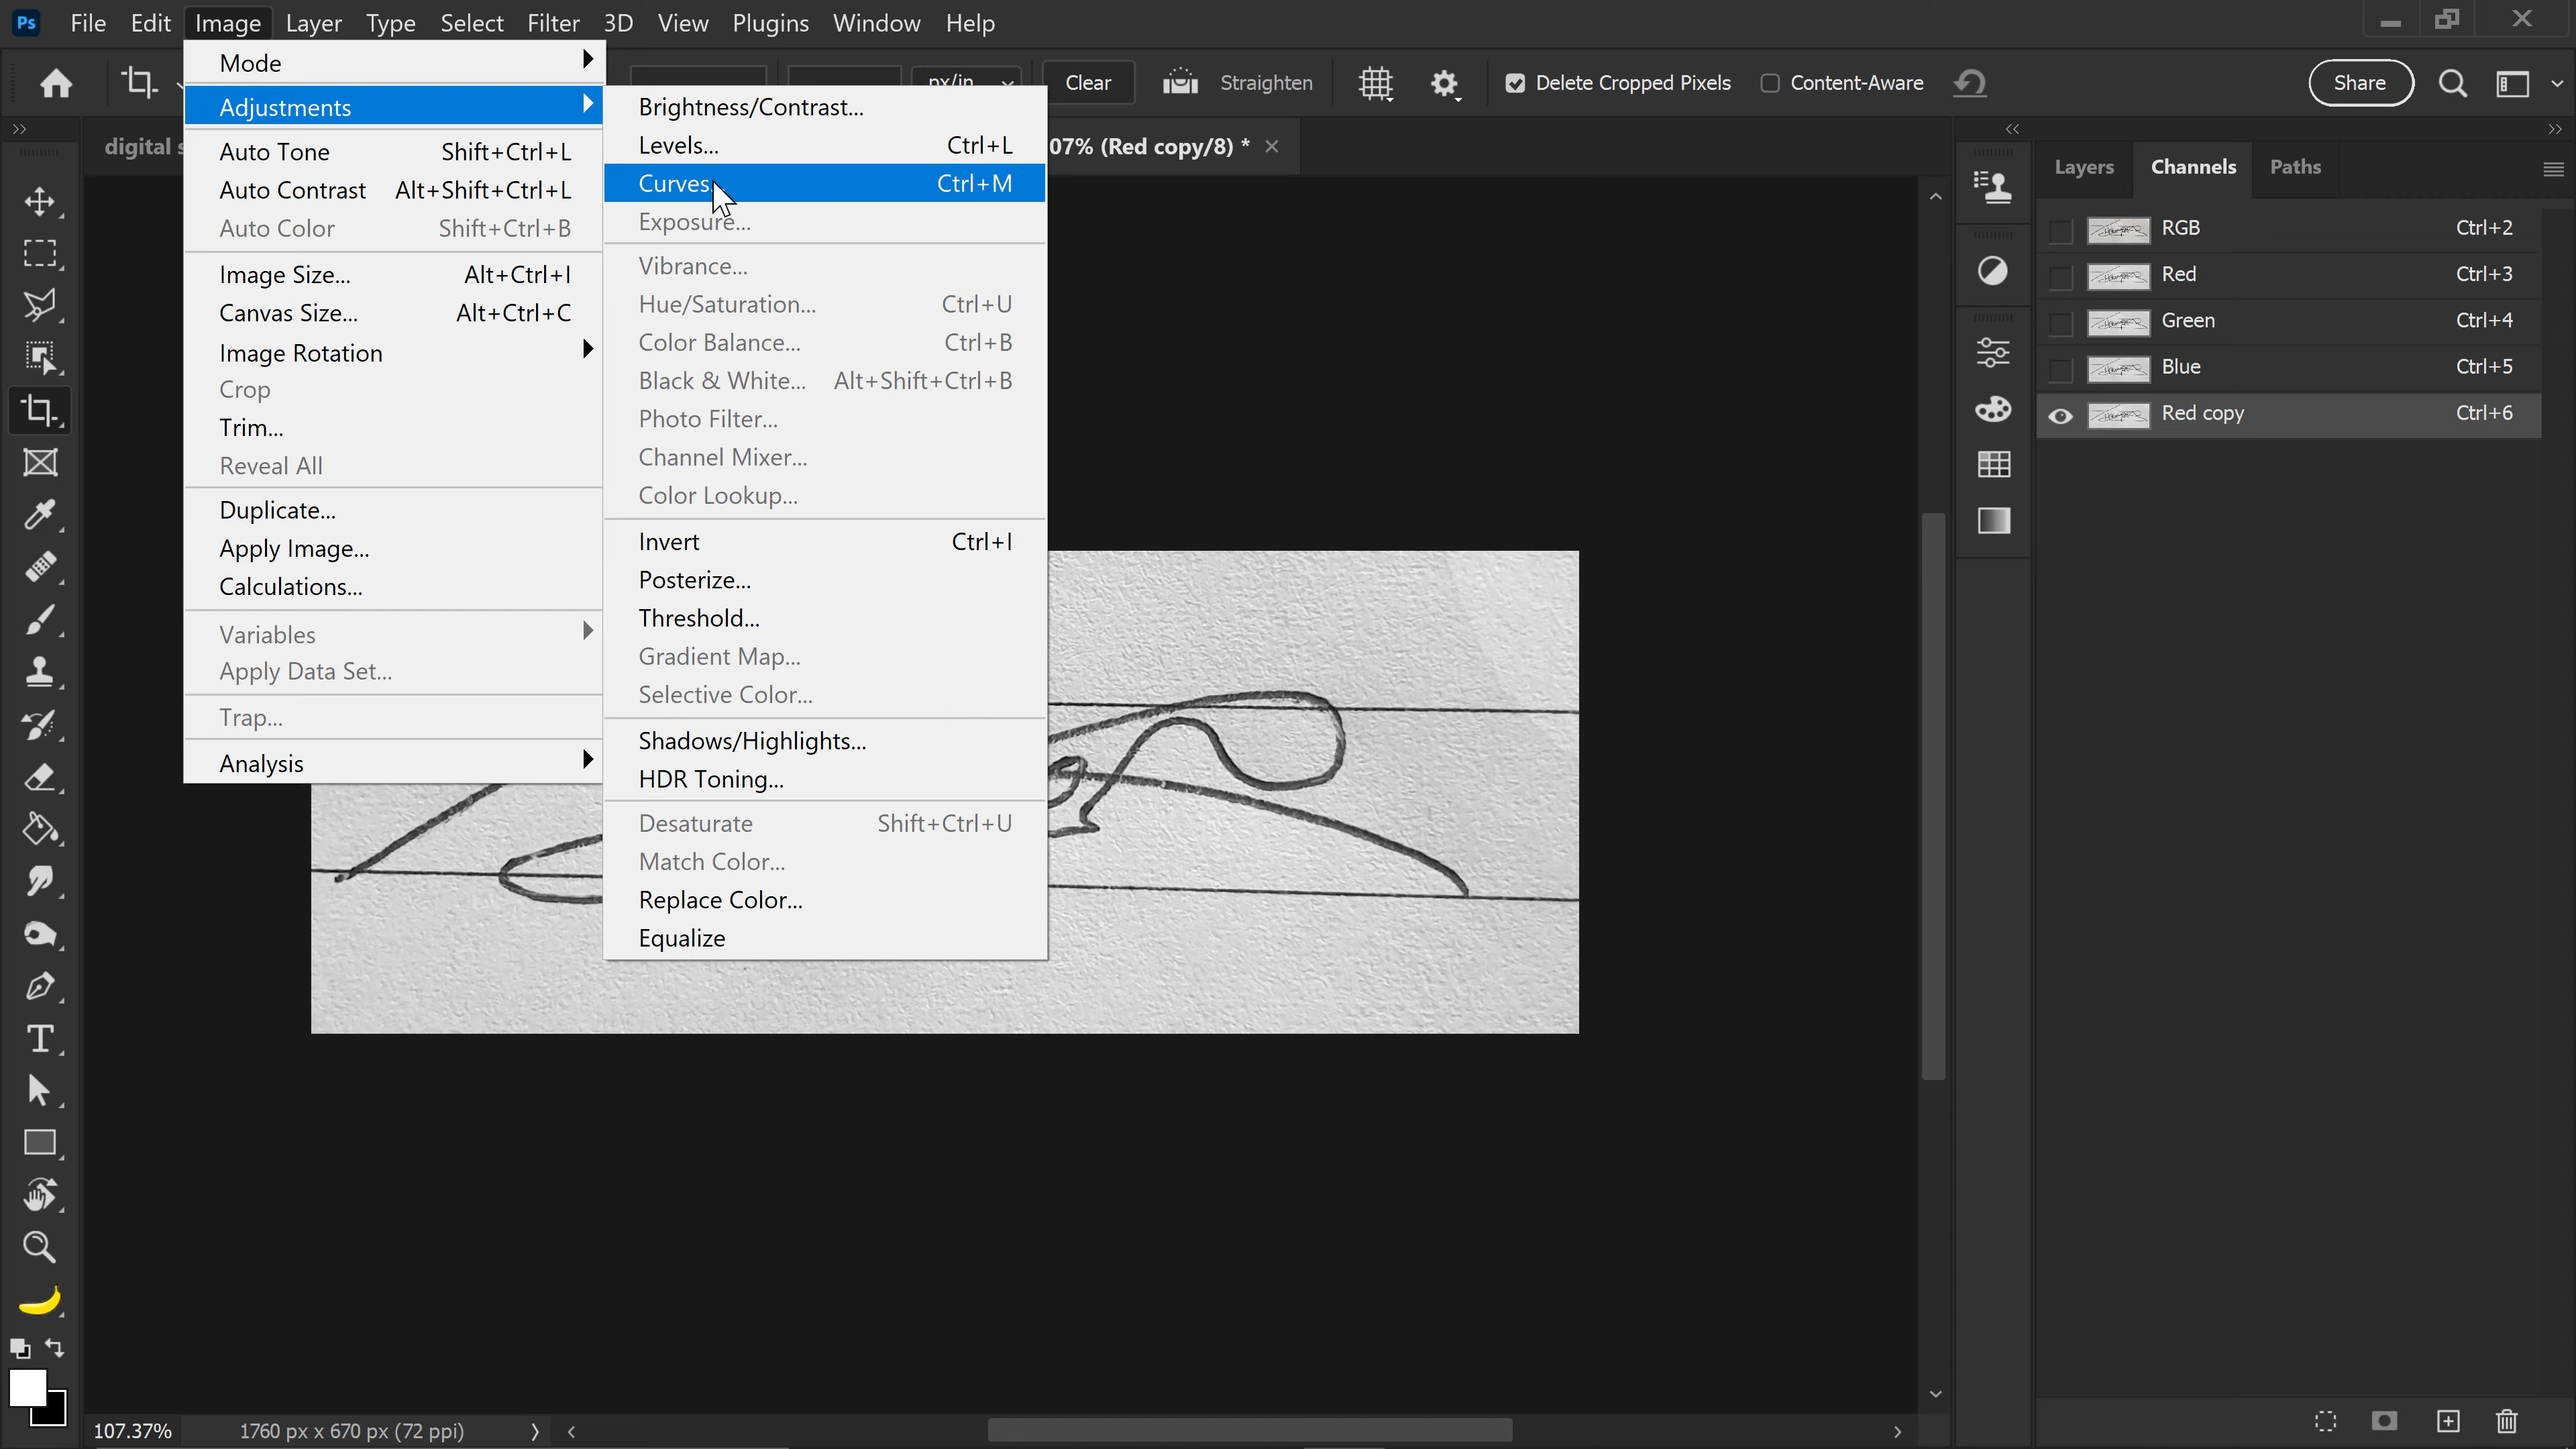 Ps File Edit Image Layer Type Select Filter 3D View Plugins Window Help
px/in Clear Straighten Delete Cropped Pixels Content-Aware Share
digital s
07% (Red copy/8) *
Mode
Adjustments
Auto Tone Shift+Ctrl+L
Auto Contrast Alt+Shift+Ctrl+L
Auto Color Shift+Ctrl+B
Image Size... Alt+Ctrl+I
Canvas Size... Alt+Ctrl+C
Image Rotation
Crop
Trim...
Reveal All
Duplicate...
Apply Image...
Calculations...
Variables
Apply Data Set...
Trap...
Analysis
Brightness/Contrast...
Levels... Ctrl+L
Curves... Ctrl+M
Exposure...
Vibrance...
Hue/Saturation... Ctrl+U
Color Balance... Ctrl+B
Black & White... Alt+Shift+Ctrl+B
Photo Filter...
Channel Mixer...
Color Lookup...
Invert Ctrl+I
Posterize...
Threshold...
Gradient Map...
Selective Color...
Shadows/Highlights...
HDR Toning...
Desaturate Shift+Ctrl+U
Match Color...
Replace Color...
Equalize
Layers Channels Paths
RGB Ctrl+2
Red Ctrl+3
Green Ctrl+4
Blue Ctrl+5
Red copy Ctrl+6
107.37% 1760 px x 670 px (72 ppi)